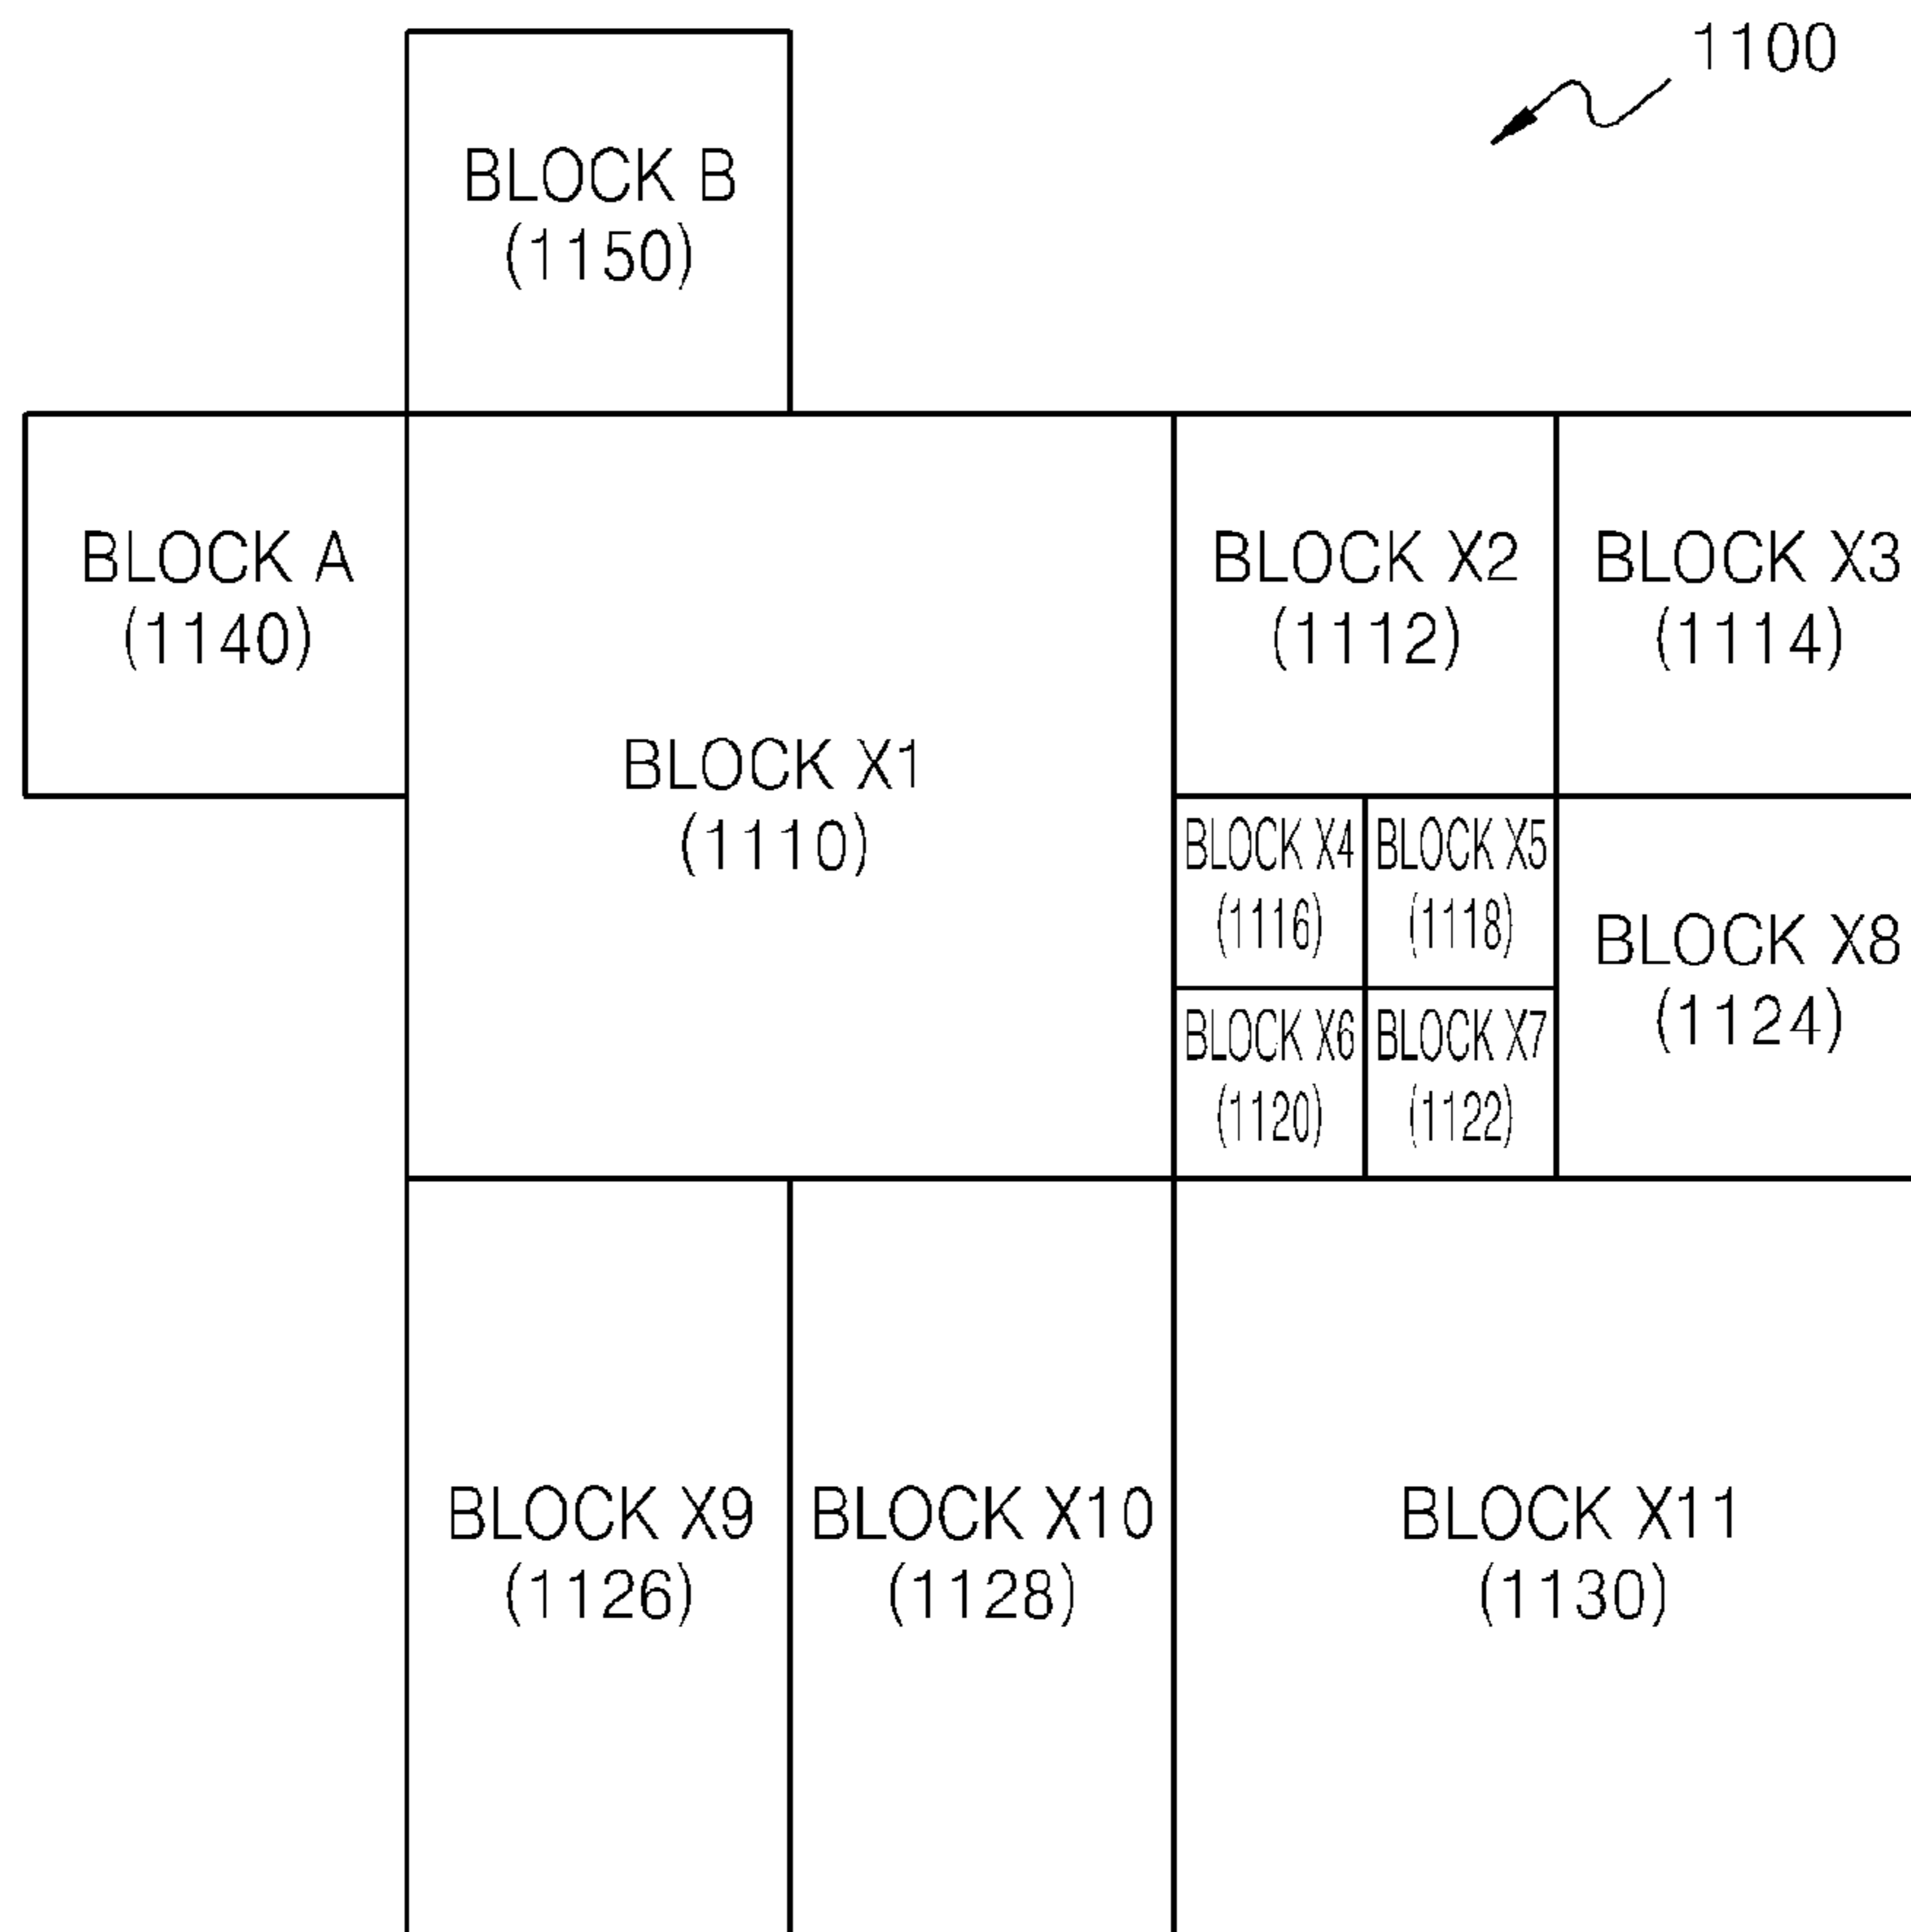 1100
BLOCK B
(1150)
BLOCK A
(1140)
BLOCK X1
(1110)
BLOCK X2
(1112)
BLOCK X3
(1114)
BLOCK X4
(1116)
BLOCK X5
(1118)
BLOCK X6
(1120)
BLOCK X7
(1122)
BLOCK X8
(1124)
BLOCK X9
(1126)
BLOCK X10
(1128)
BLOCK X11
(1130)